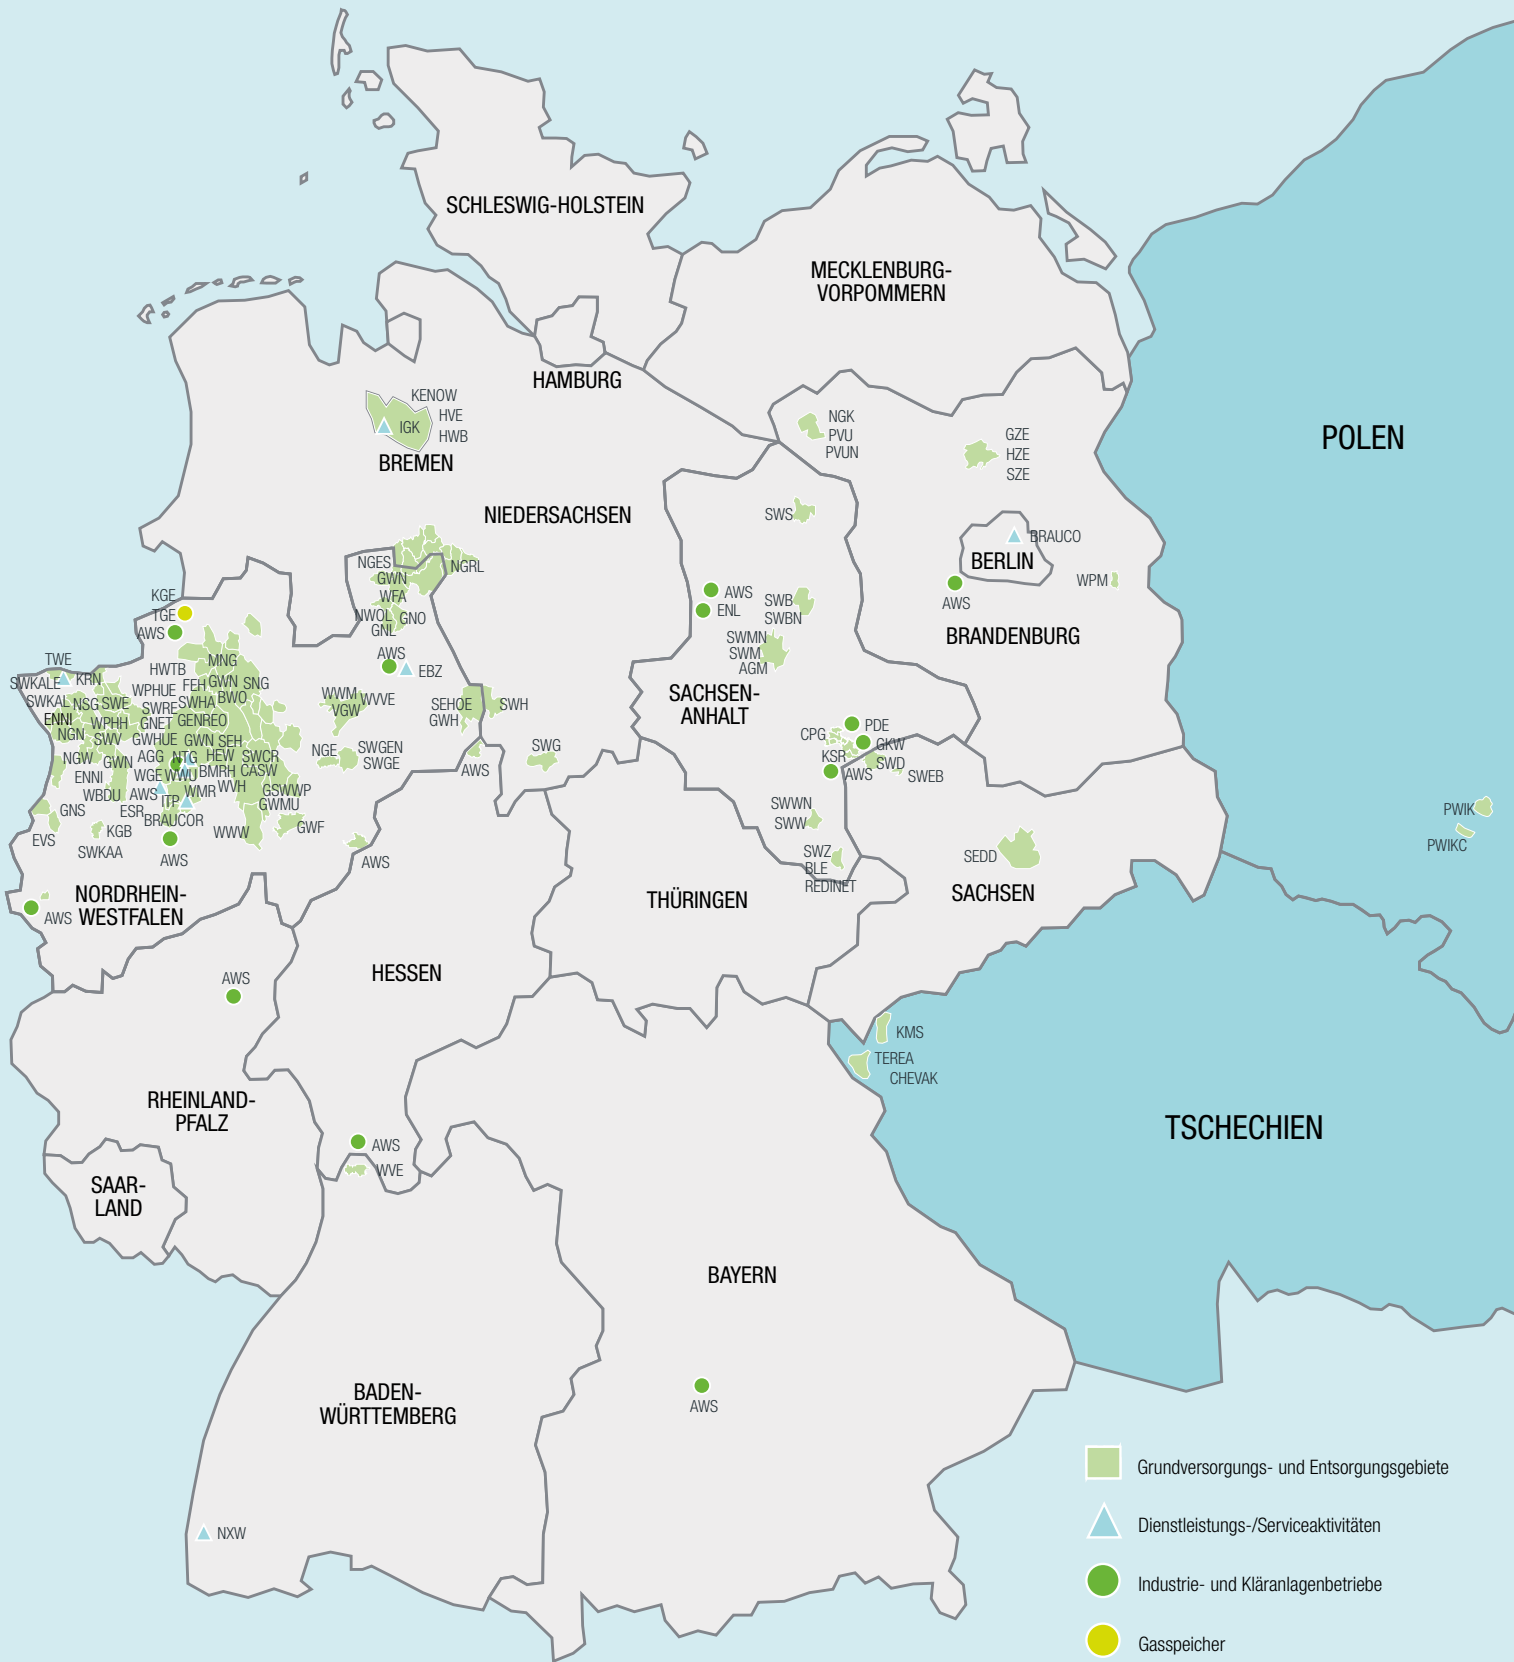 SCHLESWIG-HOLSTEIN
MECKLENBURG-
VORPOMMERN
HAMBURG
KENOW
HVE
IGK
HWB
BREMEN
NIEDERSACHSEN
POLEN
NGK
PVU
PVUN
GZE
HZE
SZE
SWS
BRAUCO
BERLIN
WPM
AWS
BRANDENBURG
NGES
NGRL
GWN
WFA
NWOL
GNO
GNL
AWS
EBZ
AWS
ENL
SWB
SWBN
SWMN
SWM
AGM
SACHSEN-
ANHALT
KGE
TGE
AWS
TWE
SWKALE
KRN
SWKAL
NSG
SWE
ENNI
NGN
WPHH
SWV
HWTB
MNG
WPHUE
FEH
GWN
SNG
SWRE
SWHA
BWO
GNET
GENREO
GWHUE
GWN
SEH
NGW
GWN
AGG
NTG
HEW
SWCR
ENNI
WGE
WWU
BMRH
CASW
WBDU
AWS
ITP
WMR
WVH
GSWWP
GWMU
GNS
ESR
BRAUCOR
WWW
GWF
EVS
KGB
SWKAA
AWS
WWM
WVVE
VGW
NGE
SWGEN
SWGE
SEHOE
GWH
SWH
SWG
AWS
AWS
PDE
CPG
GKW
KSR
SWD
AWS
SWEB
SWWN
SWW
SWZ
BLE
REDINET
SEDD
SACHSEN
PWIK
PWIKC
NORDRHEIN-
WESTFALEN
AWS
THÜRINGEN
HESSEN
AWS
KMS
TEREA
CHEVAK
RHEINLAND-
PFALZ
TSCHECHIEN
AWS
WVE
SAAR-
LAND
BAYERN
BADEN-
WÜRTTEMBERG
AWS
NXW
Grundversorgungs- und Entsorgungsgebiete
Dienstleistungs-/Serviceaktivitäten
Industrie- und Kläranlagenbetriebe
Gasspeicher